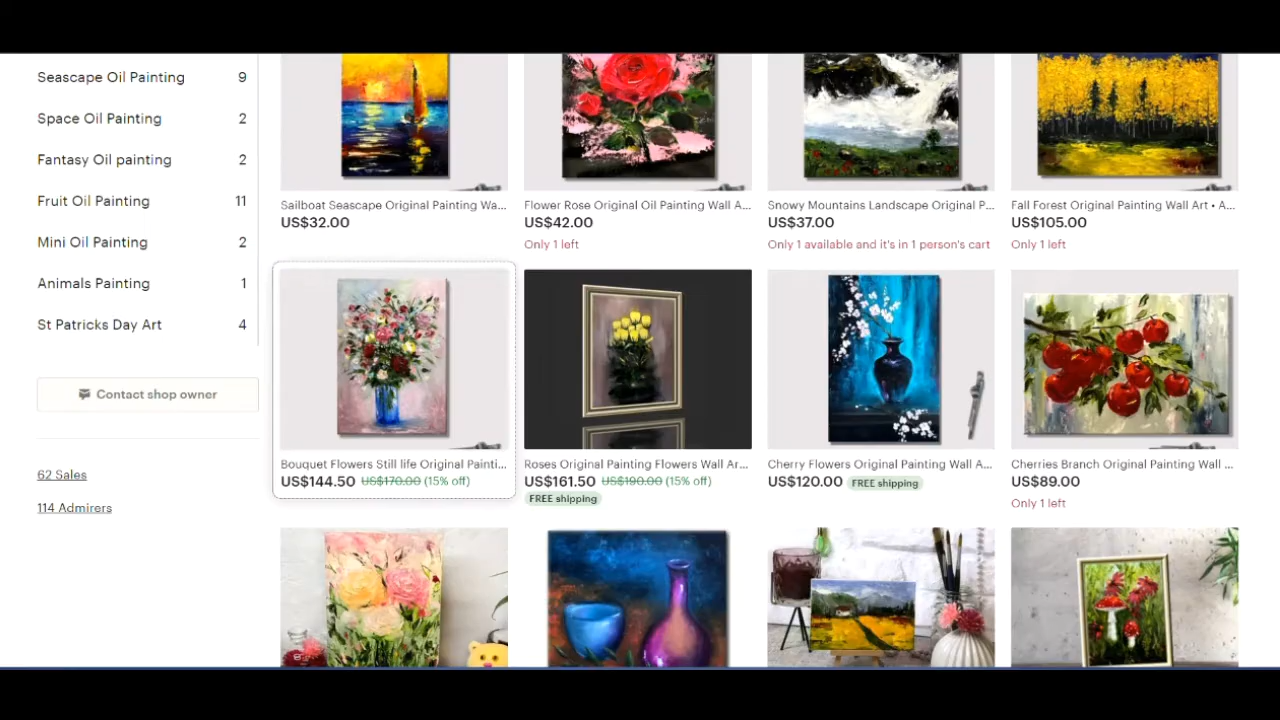 Seascape Oil Painting 9
Space Oil Painting 2
Fantasy Oil painting 2
Fruit Oil Painting 11
Mini Oil Painting 2
Animals Painting 1
St Patricks Day Art 4
Contact shop owner
62 Sales
114 Admirers
Sailboat Seascape Original Painting Wa...
US$32.00
Flower Rose Original Oil Painting Wall A...
US$42.00
Only 1 left
Snowy Mountains Landscape Original P...
US$37.00
Only 1 available and it's in 1 person's cart
Fall Forest Original Painting Wall Art • A...
US$105.00
Only 1 left
Bouquet Flowers Still life Original Painti...
US$144.50 US$170.00 (15% off)
Roses Original Painting Flowers Wall Ar...
US$161.50 US$190.00 (15% off)
FREE shipping
Cherry Flowers Original Painting Wall A...
US$120.00 FREE shipping
Cherries Branch Original Painting Wall ...
US$89.00
Only 1 left